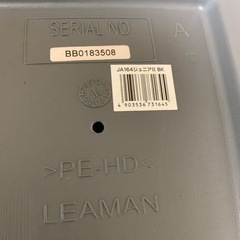 SERIAL NO
A
BB0183508
JA164ジュニアⅡ BK
4 903536 731645
>PE-HD<
LEAMAN